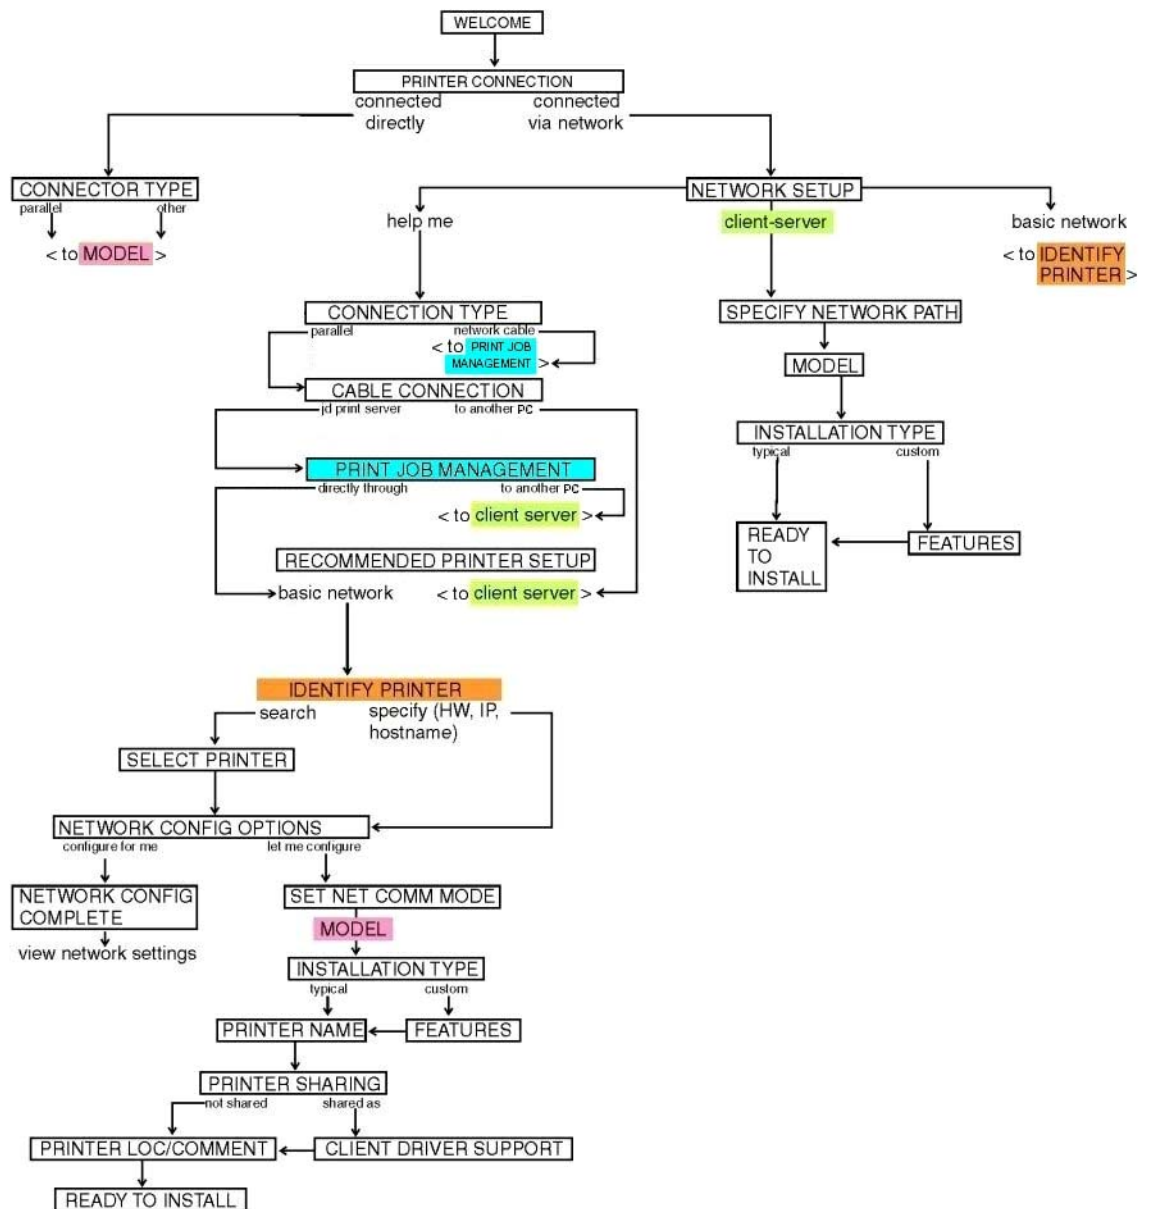 WELCOME
PRINTER CONNECTION
connected directly
connected via network
CONNECTOR TYPE
parallel
other
< to MODEL >
NETWORK SETUP
help me
client-server
basic network
< to IDENTIFY
PRINTER >
CONNECTION TYPE
parallel
network cable
< to PRINT JOB
MANAGEMENT >
CABLE CONNECTION
jd print server
to another PC
PRINT JOB MANAGEMENT
directly through
to another PC
< to client server >
RECOMMENDED PRINTER SETUP
basic network
< to client server >
SPECIFY NETWORK PATH
MODEL
INSTALLATION TYPE
typical
custom
READY
TO
INSTALL
FEATURES
IDENTIFY PRINTER
search
specify (HW, IP,
hostname)
SELECT PRINTER
NETWORK CONFIG OPTIONS
configure for me
let me configure
NETWORK CONFIG
COMPLETE
view network settings
SET NET COMM MODE
MODEL
INSTALLATION TYPE
typical
custom
PRINTER NAME
FEATURES
PRINTER SHARING
not shared
shared as
PRINTER LOC/COMMENT
CLIENT DRIVER SUPPORT
READY TO INSTALL